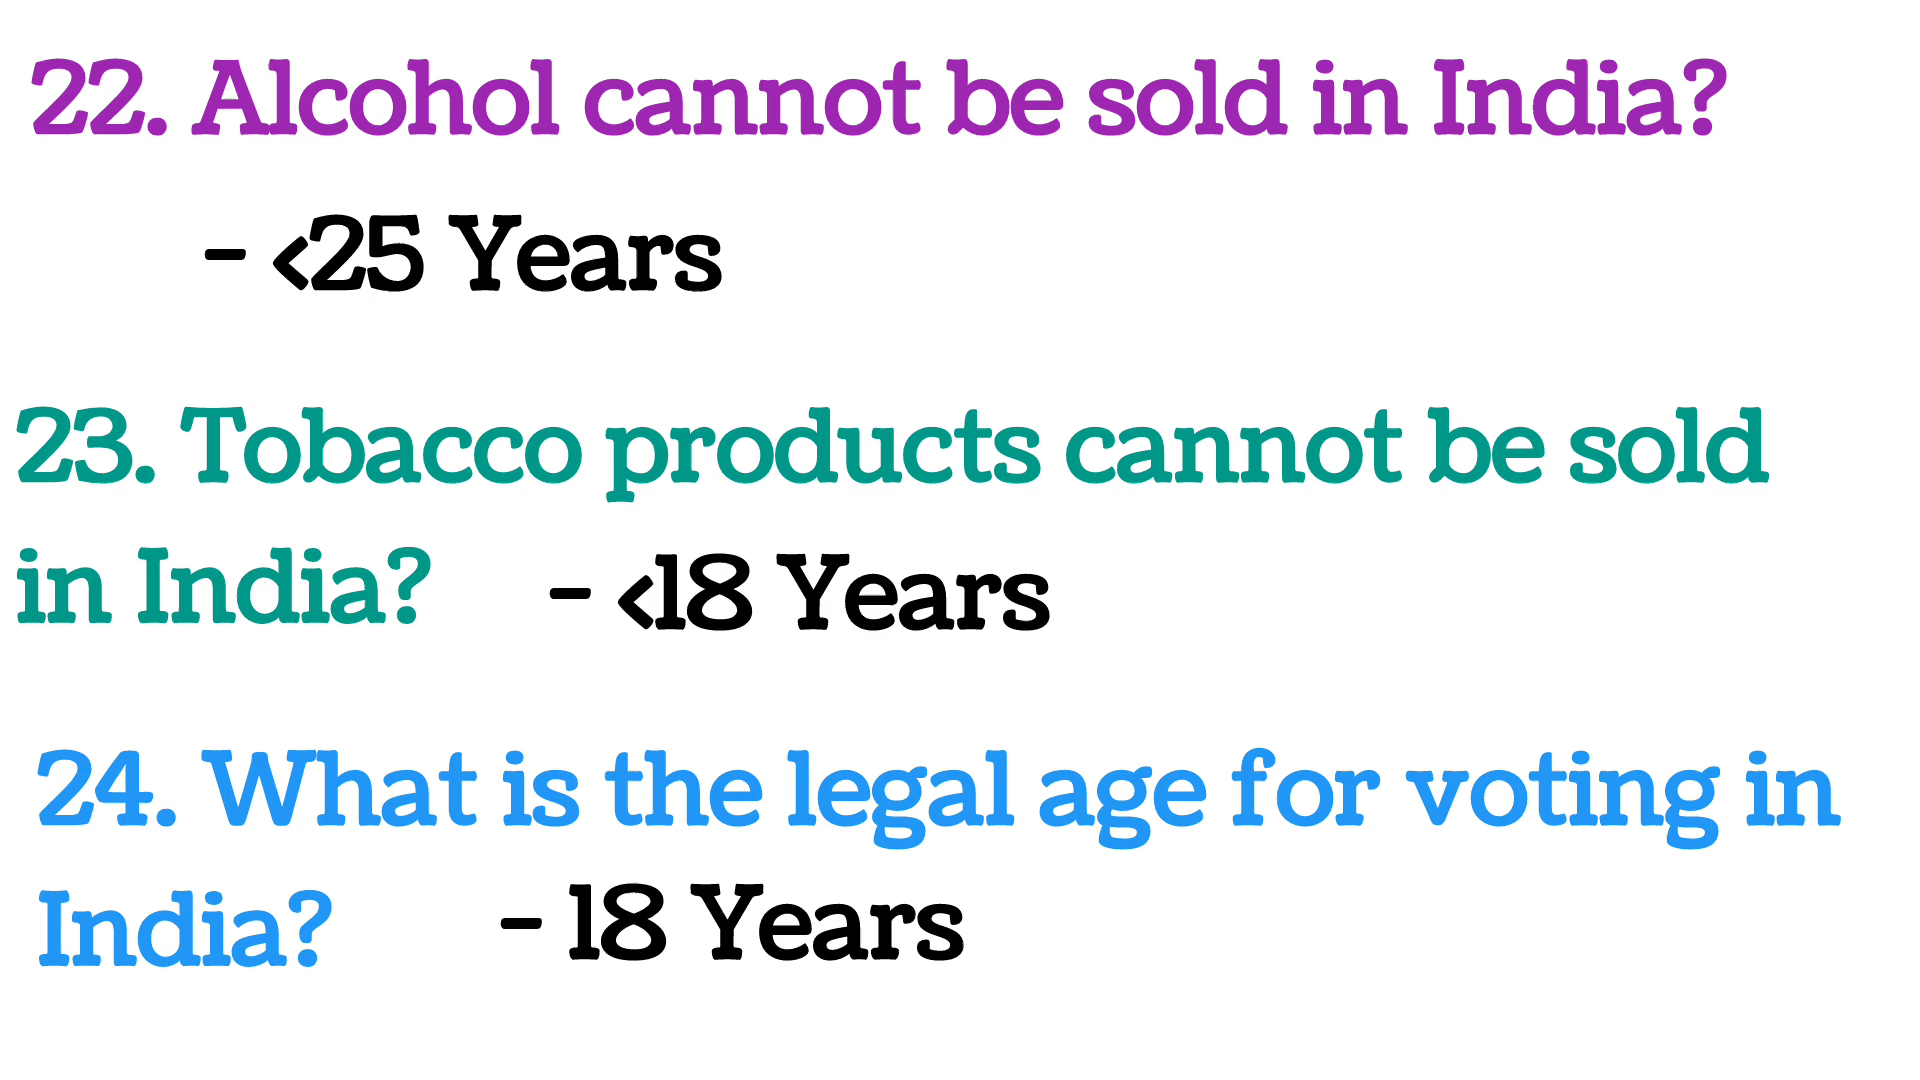 22. Alcohol cannot be sold in India?
- <25 Years
23. Tobacco products cannot be sold
in India? - <18 Years
24. What is the legal age for voting in
India? - 18 Years